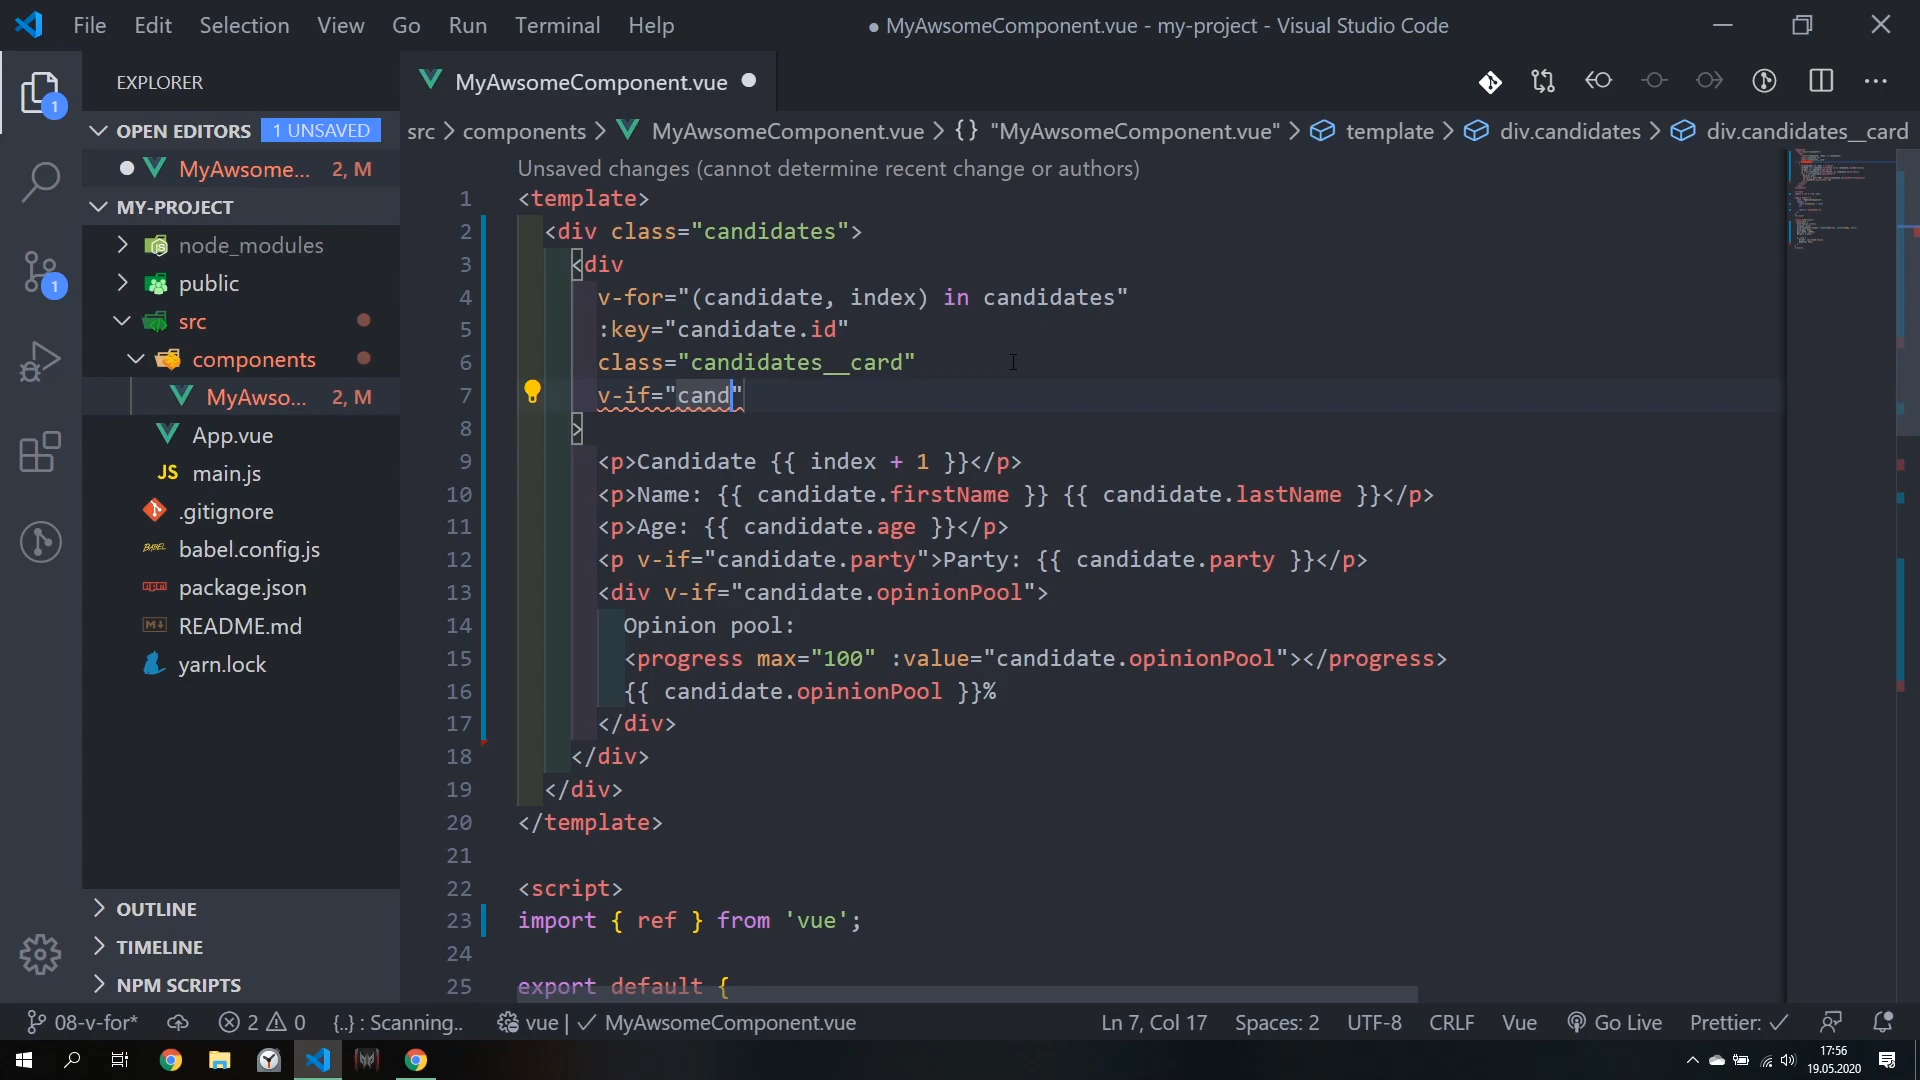 File Edit Selection View Go Run Terminal Help
● MyAwsomeComponent.vue - my-project - Visual Studio Code
EXPLORER
MyAwsomeComponent.vue
1
OPEN EDITORS 1 UNSAVED
src > components > MyAwsomeComponent.vue > {} "MyAwsomeComponent.vue" > template > div.candidates > div.candidates__card
MyAwsome... 2, M
Unsaved changes (cannot determine recent change or authors)
MY-PROJECT
node_modules
public
src
components
MyAwso... 2, M
App.vue
JS main.js
.gitignore
BABEL babel.config.js
package.json
README.md
yarn.lock
1
1 <template>
2 <div class="candidates">
3 <div
4 v-for="(candidate, index) in candidates"
5 :key="candidate.id"
6 class="candidates__card"
7 v-if="cand"
8 >
9 <p>Candidate {{ index + 1 }}</p>
10 <p>Name: {{ candidate.firstName }} {{ candidate.lastName }}</p>
11 <p>Age: {{ candidate.age }}</p>
12 <p v-if="candidate.party">Party: {{ candidate.party }}</p>
13 <div v-if="candidate.opinionPool">
14 Opinion pool:
15 <progress max="100" :value="candidate.opinionPool"></progress>
16 {{ candidate.opinionPool }}%
17 </div>
18 </div>
19 </div>
20 </template>
21
22 <script>
23 import { ref } from 'vue';
24
25 export default {
OUTLINE
TIMELINE
NPM SCRIPTS
08-v-for* 2 0 {..} : Scanning.. vue | ✓ MyAwsomeComponent.vue
Ln 7, Col 17 Spaces: 2 UTF-8 CRLF Vue Go Live Prettier: ✓
17:56
19.05.2020